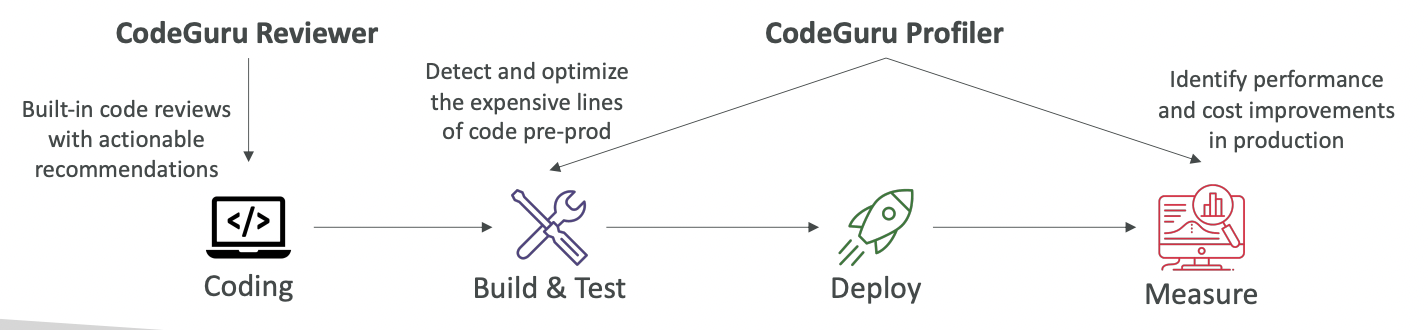 CodeGuru Reviewer
CodeGuru Profiler
Built-in code reviews
with actionable
recommendations
Detect and optimize
the expensive lines
of code pre-prod
Identify performance
and cost improvements
in production
</>
Coding
Build & Test
Deploy
Measure